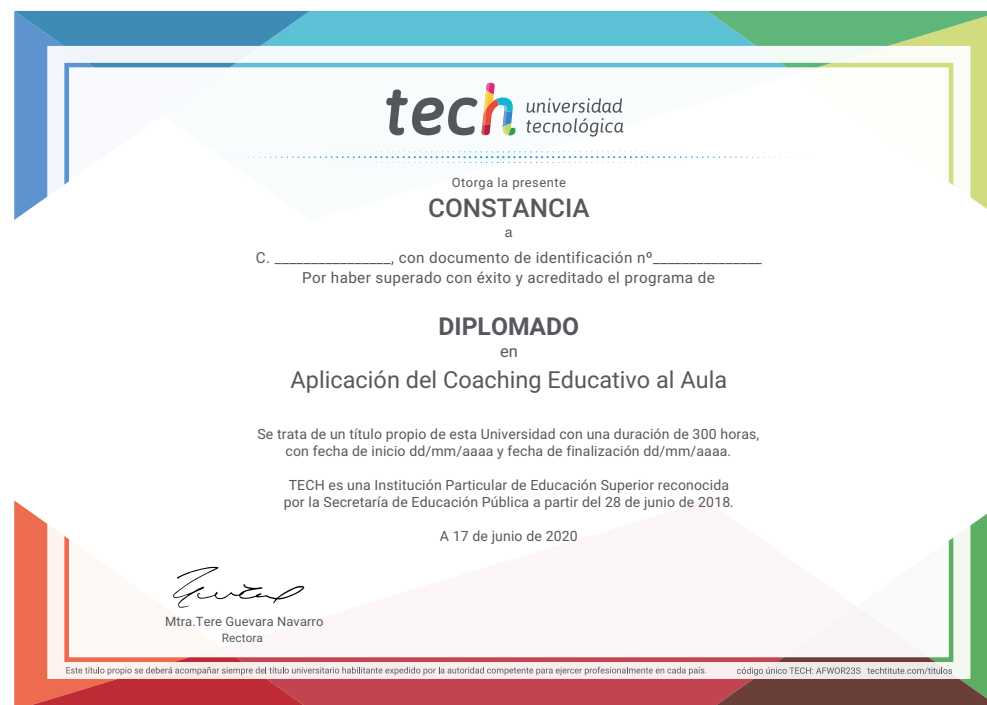 tech universidad
tecnológica
Otorga la presente
CONSTANCIA
a
C. ________________, con documento de identificación nº_______________
Por haber superado con éxito y acreditado el programa de
DIPLOMADO
en
Aplicación del Coaching Educativo al Aula
Se trata de un título propio de esta Universidad con una duración de 300 horas,
con fecha de inicio dd/mm/aaaa y fecha de finalización dd/mm/aaaa.
TECH es una Institución Particular de Educación Superior reconocida
por la Secretaría de Educación Pública a partir del 28 de junio de 2018.
A 17 de junio de 2020
Mtra.Tere Guevara Navarro
Rectora
Este título propio se deberá acompañar siempre del título universitario habilitante expedido por la autoridad competente para ejercer profesionalmente en cada país. código único TECH: AFWOR23S techtitute.com/titulos